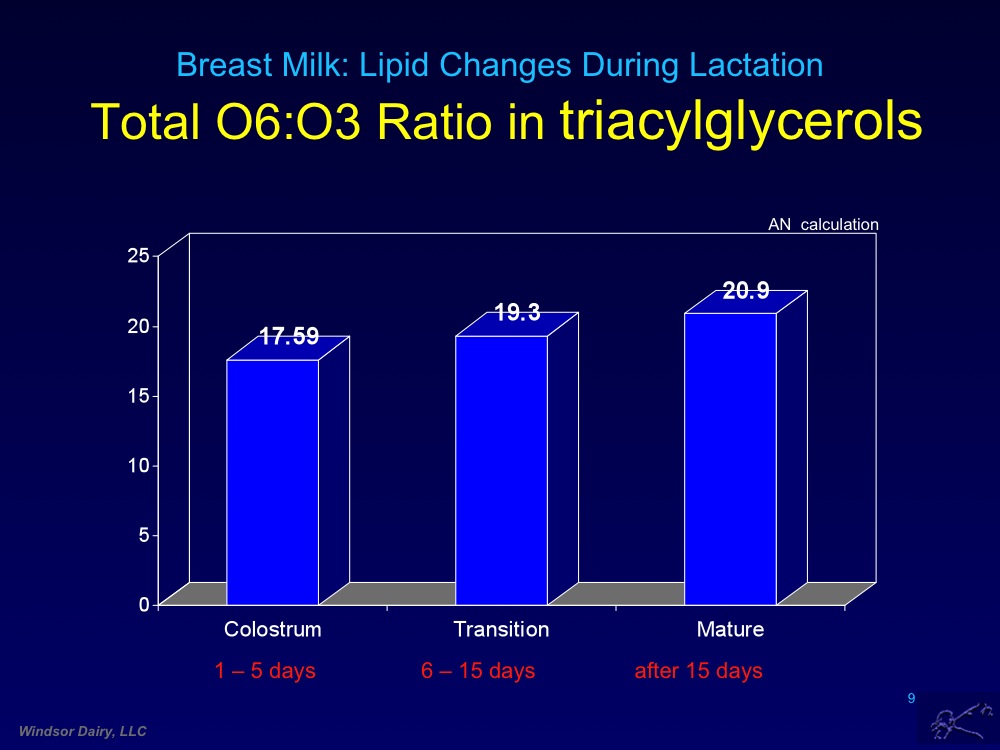 Breast Milk: Lipid Changes During Lactation
Total O6:O3 Ratio in triacylglycerols
AN calculation
25
20
15
10
5
0
17.59
19.3
20.9
Colostrum Transition Mature
1 – 5 days 6 – 15 days after 15 days
9
Windsor Dairy, LLC